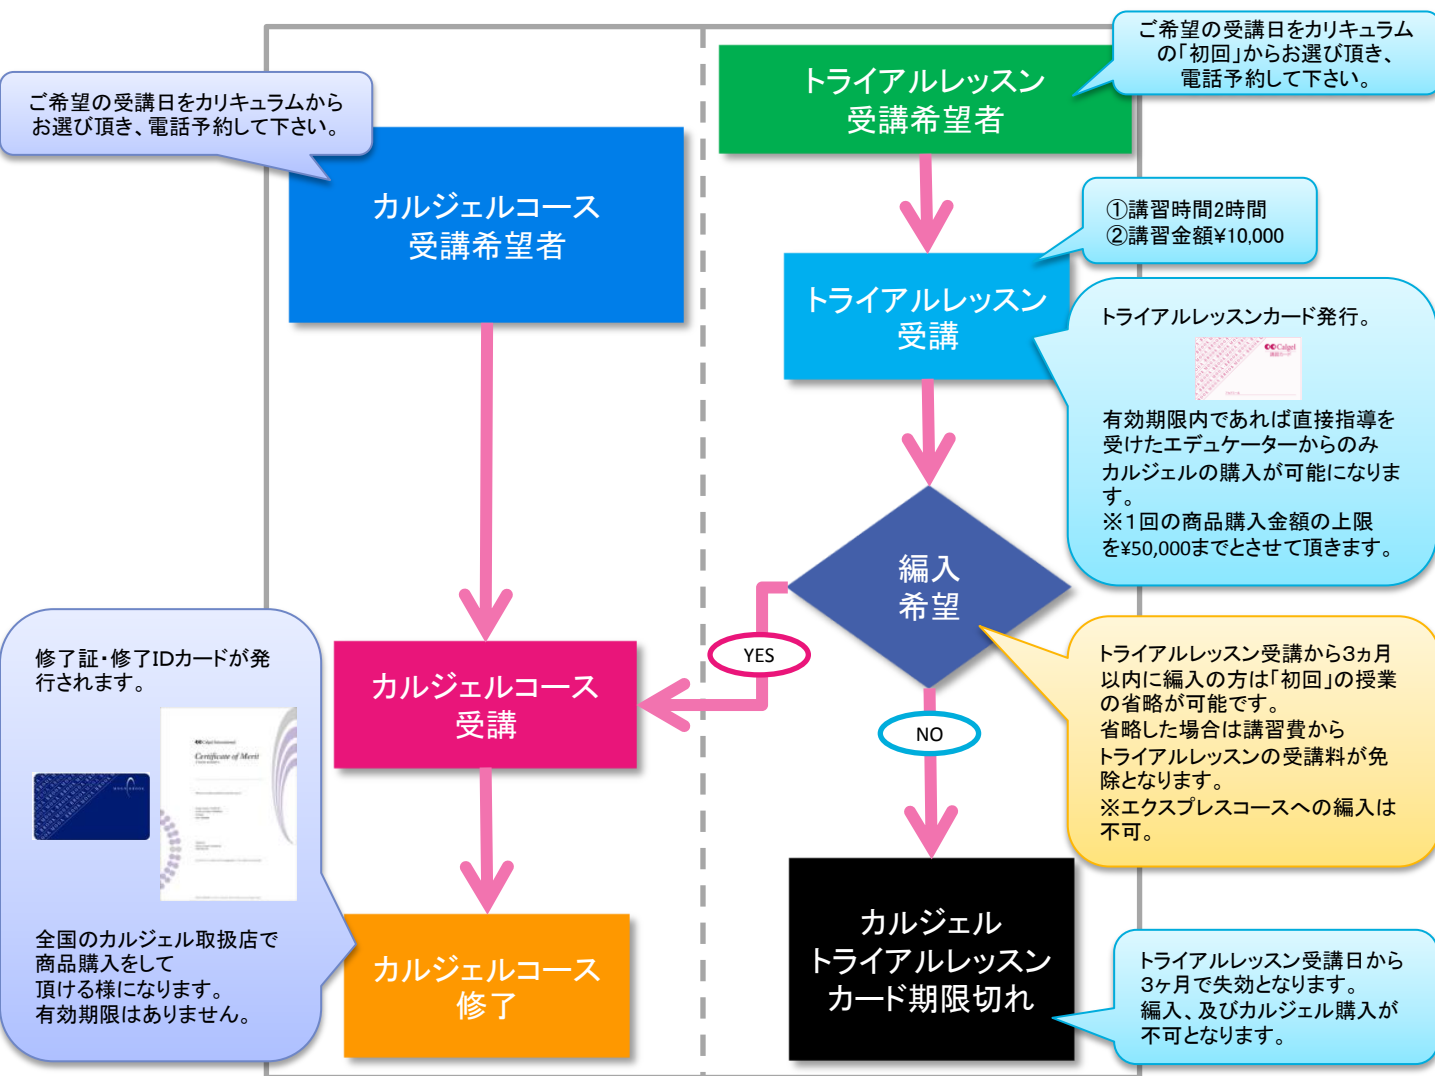 ご希望の受講日をカリキュラムから
お選び頂き、電話予約して下さい。
カルジェルコース
受講希望者
カルジェルコース
受講
修了証・修了IDカードが発
行されます。
Calgel International
Certificate of Merit
全国のカルジェル取扱店で
商品購入をして
頂ける様になります。
有効期限はありません。
カルジェルコース
修了
ご希望の受講日をカリキュラム
の「初回」からお選び頂き、
電話予約して下さい。
トライアルレッスン
受講希望者
①講習時間2時間
②講習金額¥10,000
トライアルレッスン
受講
トライアルレッスンカード発行。
Calgel
講習カード
有効期限内であれば直接指導を
受けたエデュケーターからのみ
カルジェルの購入が可能になりま
す。
※1回の商品購入金額の上限
を¥50,000までとさせて頂きます。
編入
希望
YES
NO
トライアルレッスン受講から3ヵ月
以内に編入の方は「初回」の授業
の省略が可能です。
省略した場合は講習費から
トライアルレッスンの受講料が免
除となります。
※エクスプレスコースへの編入は
不可。
カルジェル
トライアルレッスン
カード期限切れ
トライアルレッスン受講日から
3ヶ月で失効となります。
編入、及びカルジェル購入が
不可となります。